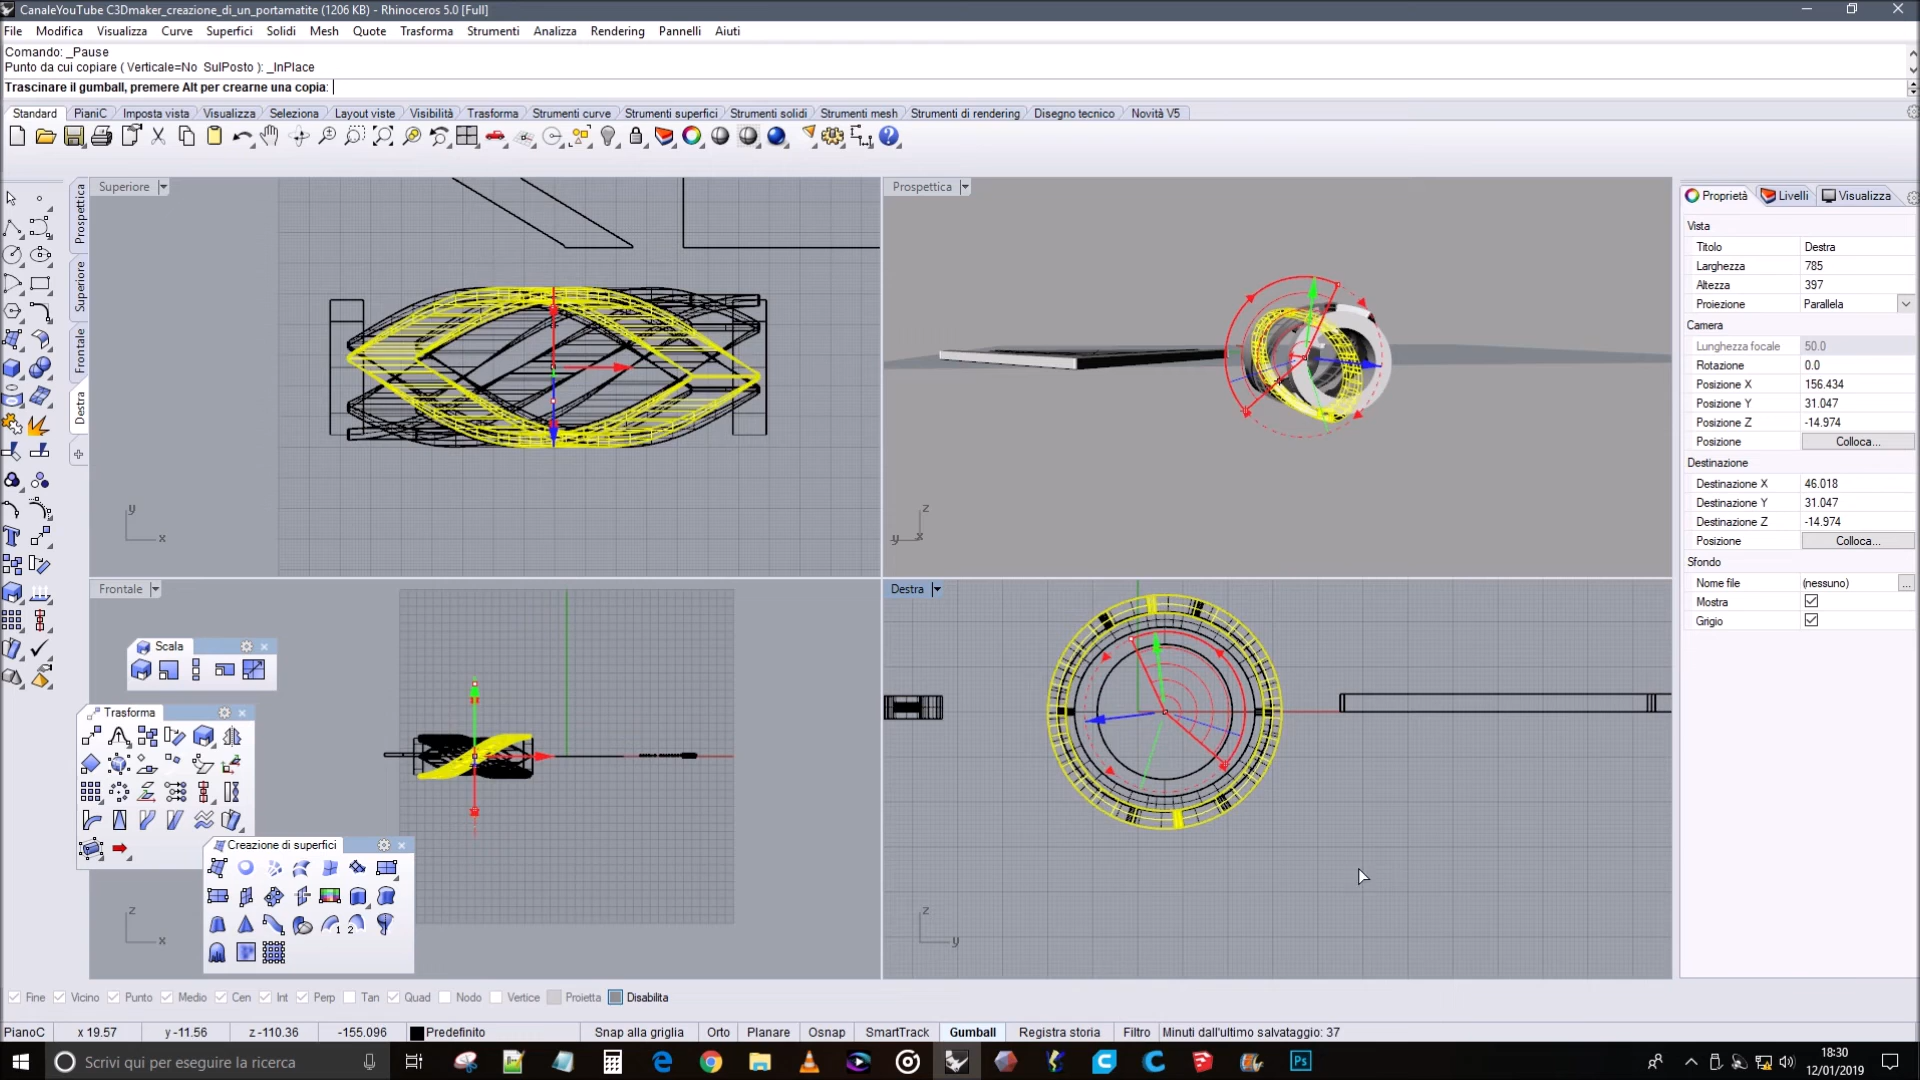 CanaleYouTube C3Dmaker_creazione_di_un_portamatite (1206 KB) - Rhinoceros 5.0 [Full]
File Modifica Visualizza Curve Superfici Solidi Mesh Quote Trasforma Strumenti Analizza Rendering Pannelli Aiuti
Comando: _Pause
Punto da cui copiare ( Verticale=No SulPosto ): _InPlace
Trascinare il gumball, premere Alt per crearne una copia:
Standard PianiC Imposta vista Visualizza Seleziona Layout viste Visibilità Trasforma Strumenti curve Strumenti superfici Strumenti solidi Strumenti mesh Strumenti di rendering Disegno tecnico Novità V5
Superiore
Prospettica
Prospettica
Superiore
Frontale
Destra
y
x
z
y
x
Frontale
Destra
Scala
Trasforma
Creazione di superfici
1 2
z
x
z
y
Proprietà Livelli Visualizza
Vista
Titolo Destra
Larghezza 785
Altezza 397
Proiezione Parallela
Camera
Lunghezza focale 50.0
Rotazione 0.0
Posizione X 156.434
Posizione Y 31.047
Posizione Z -14.974
Posizione Colloca...
Destinazione
Destinazione X 46.018
Destinazione Y 31.047
Destinazione Z -14.974
Posizione Colloca...
Sfondo
Nome file (nessuno) ...
Mostra
Grigio
Fine Vicino Punto Medio Cen Int Perp Tan Quad Nodo Vertice Proietta Disabilita
PianoC x 19.57 y -11.56 z -110.36 -155.096 Predefinito Snap alla griglia Orto Planare Osnap SmartTrack Gumball Registra storia Filtro Minuti dall'ultimo salvataggio: 37
Scrivi qui per eseguire la ricerca
Ps
18:30
12/01/2019